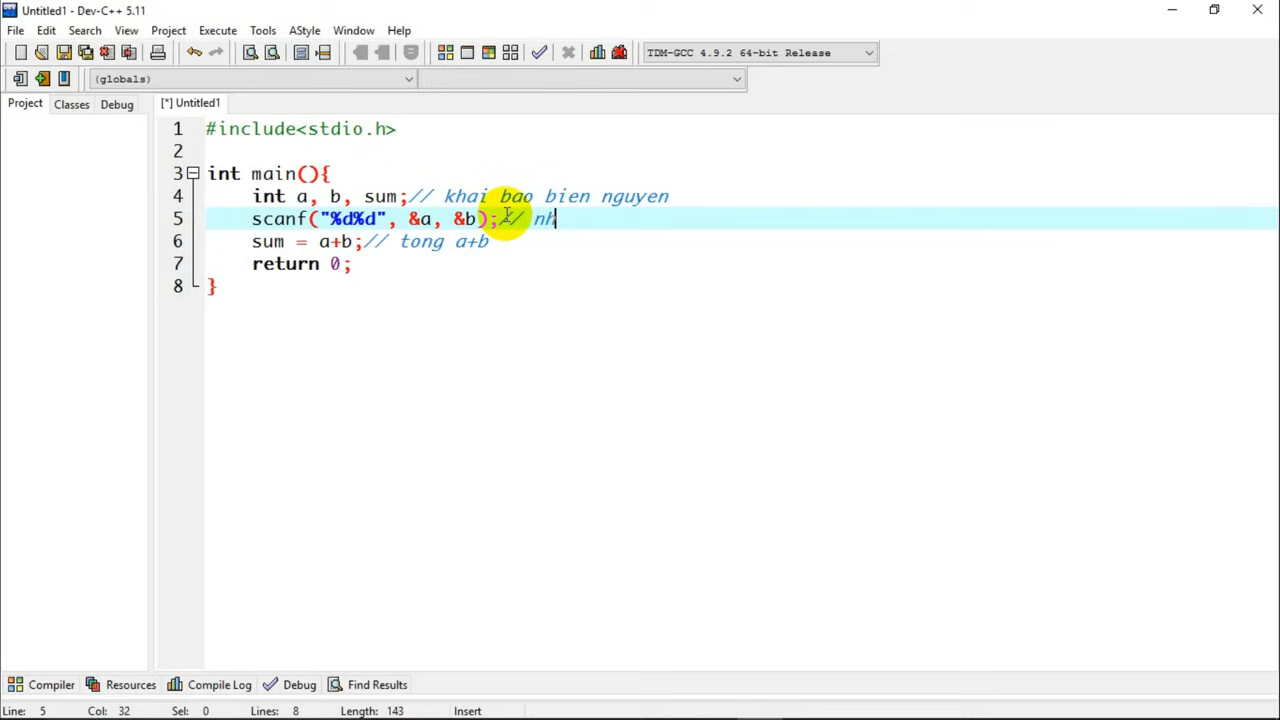 Untitled1 - Dev-C++ 5.11
File Edit Search View Project Execute Tools AStyle Window Help
TDM-GCC 4.9.2 64-bit Release
(globals)
Project Classes Debug [*] Untitled1
1 #include<stdio.h>
2
3 int main(){
4 int a, b, sum;// khai bao bien nguyen
5 scanf("%d%d", &a, &b);// nh
6 sum = a+b;// tong a+b
7 return 0;
8 }
Compiler Resources Compile Log Debug Find Results
Line: 5 Col: 32 Sel: 0 Lines: 8 Length: 143 Insert